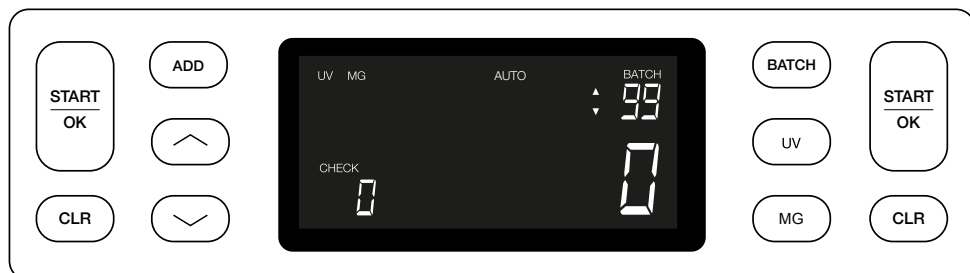 START
OK
CLR
ADD
UV MG
AUTO
BATCH
99
CHECK
0
0
BATCH
UV
MG
START
OK
CLR